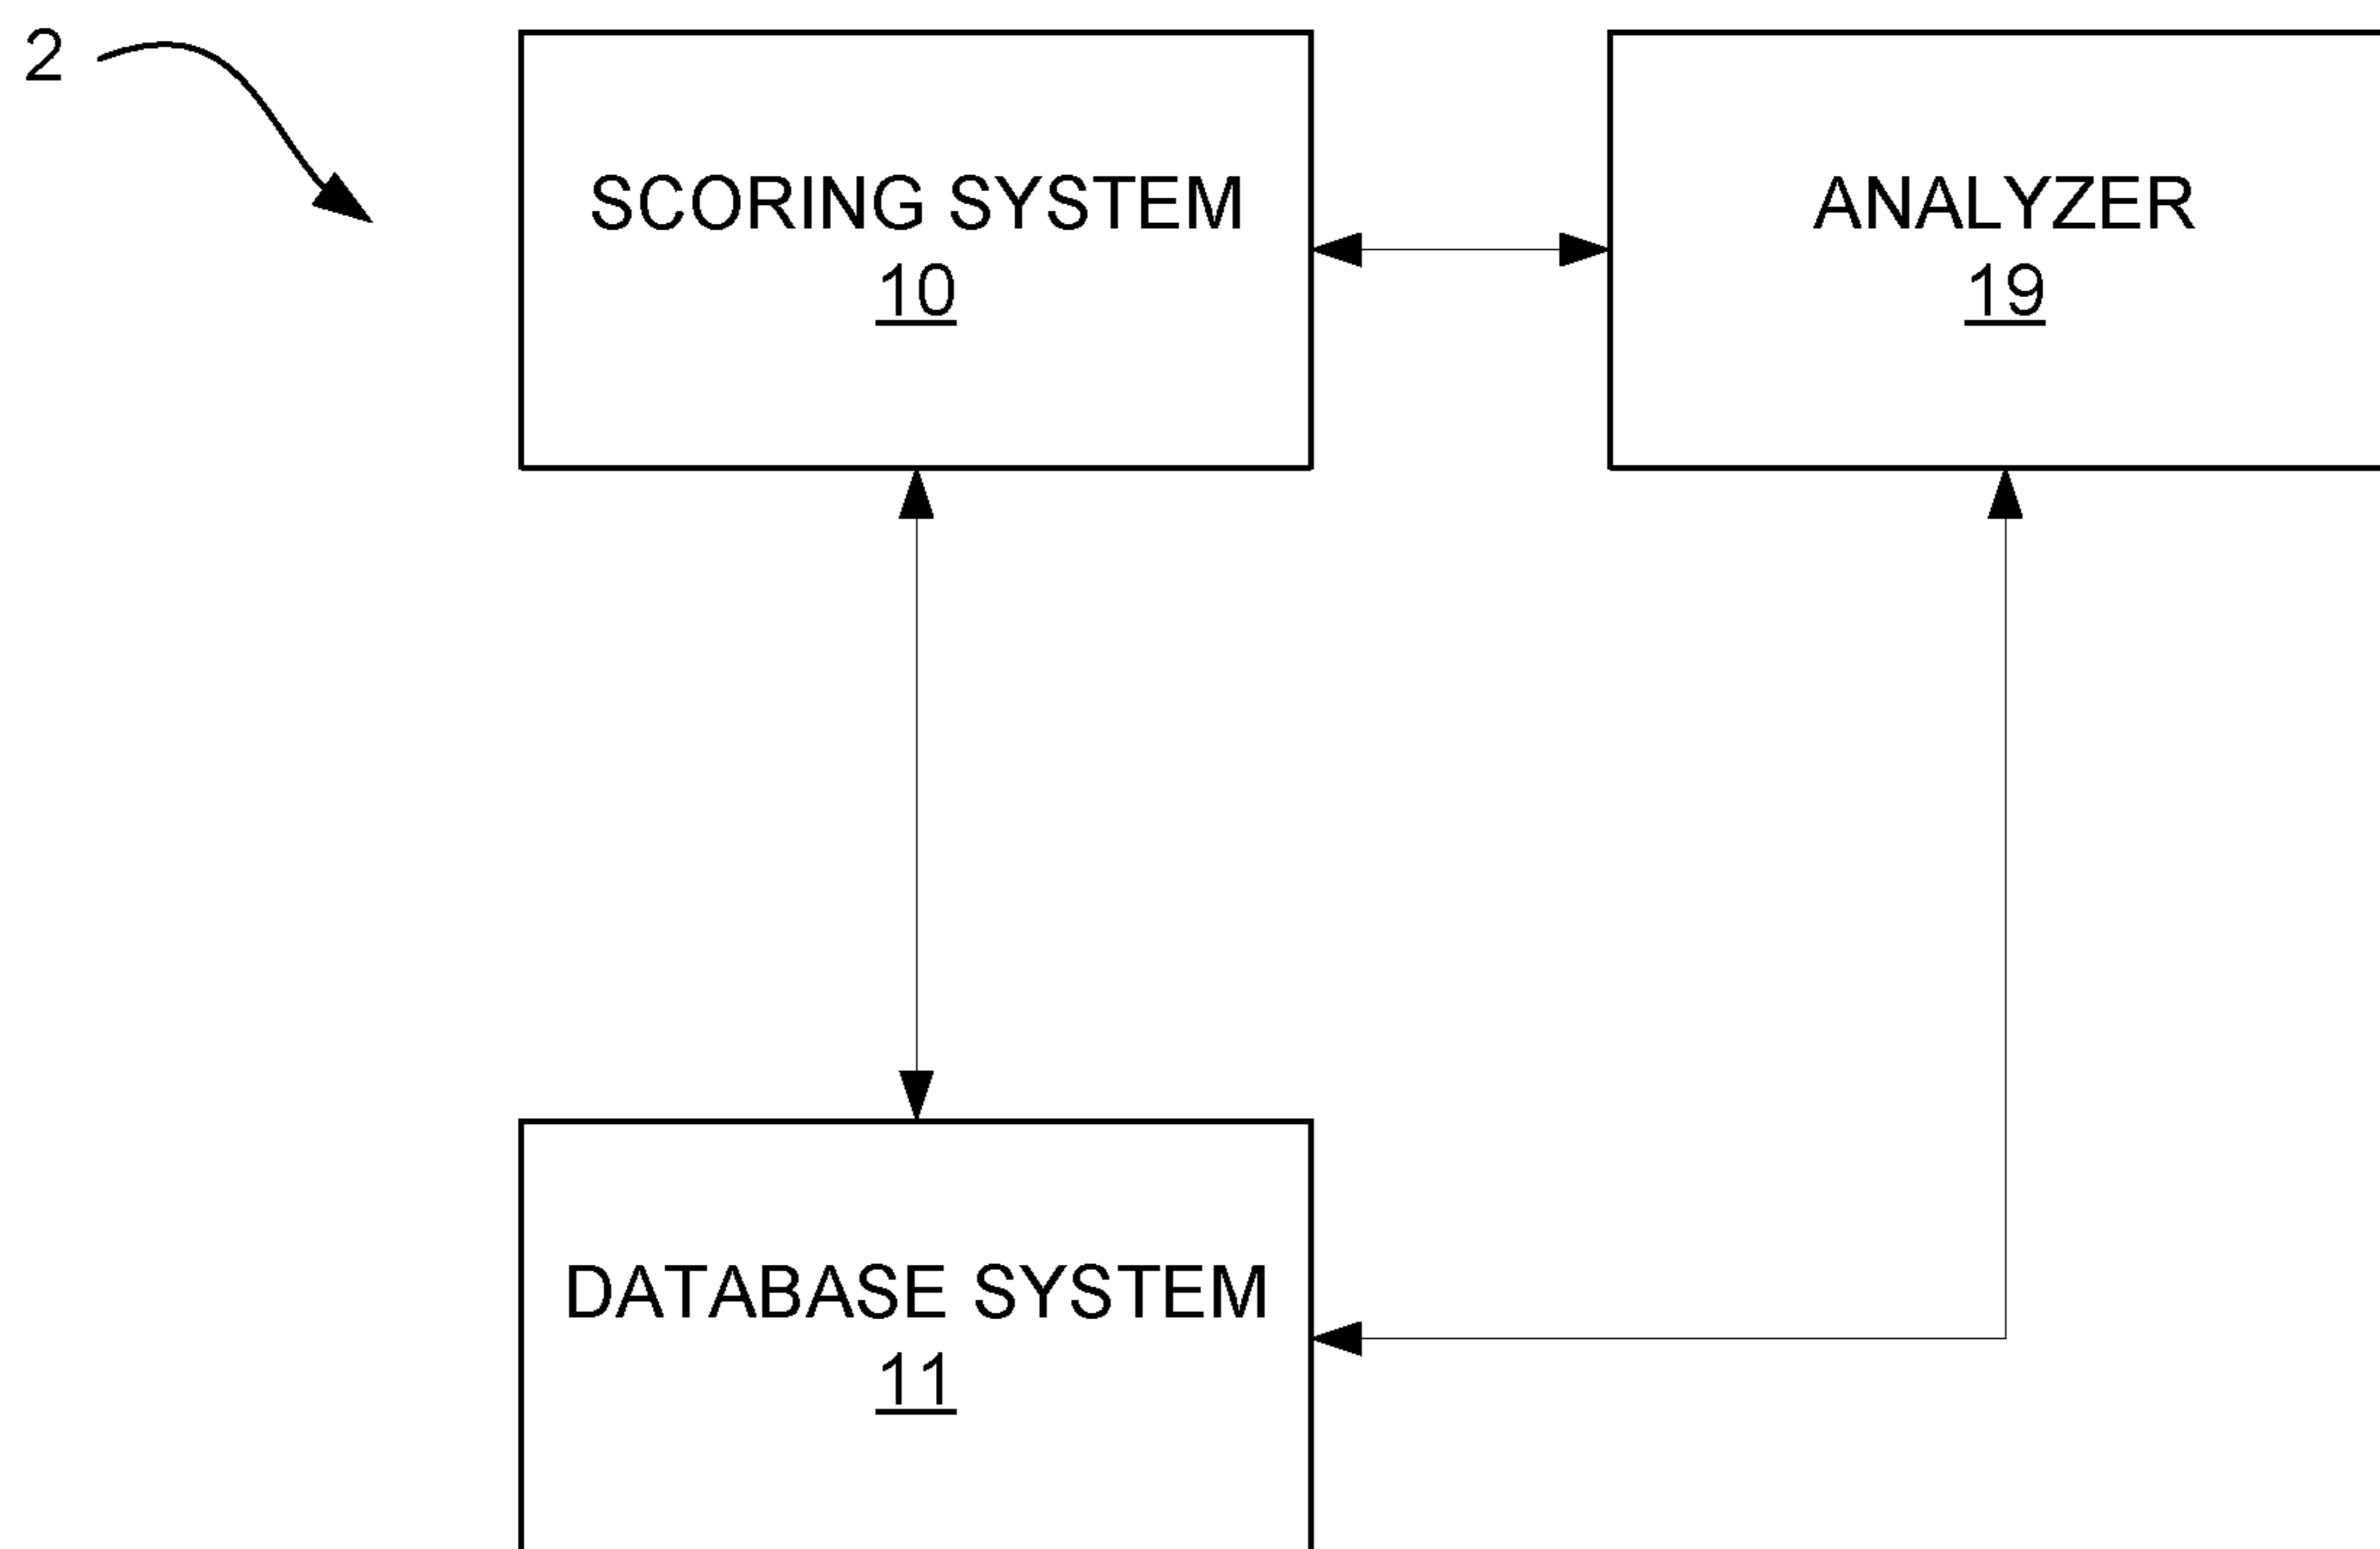 2
SCORING SYSTEM
10
ANALYZER
19
DATABASE SYSTEM
11